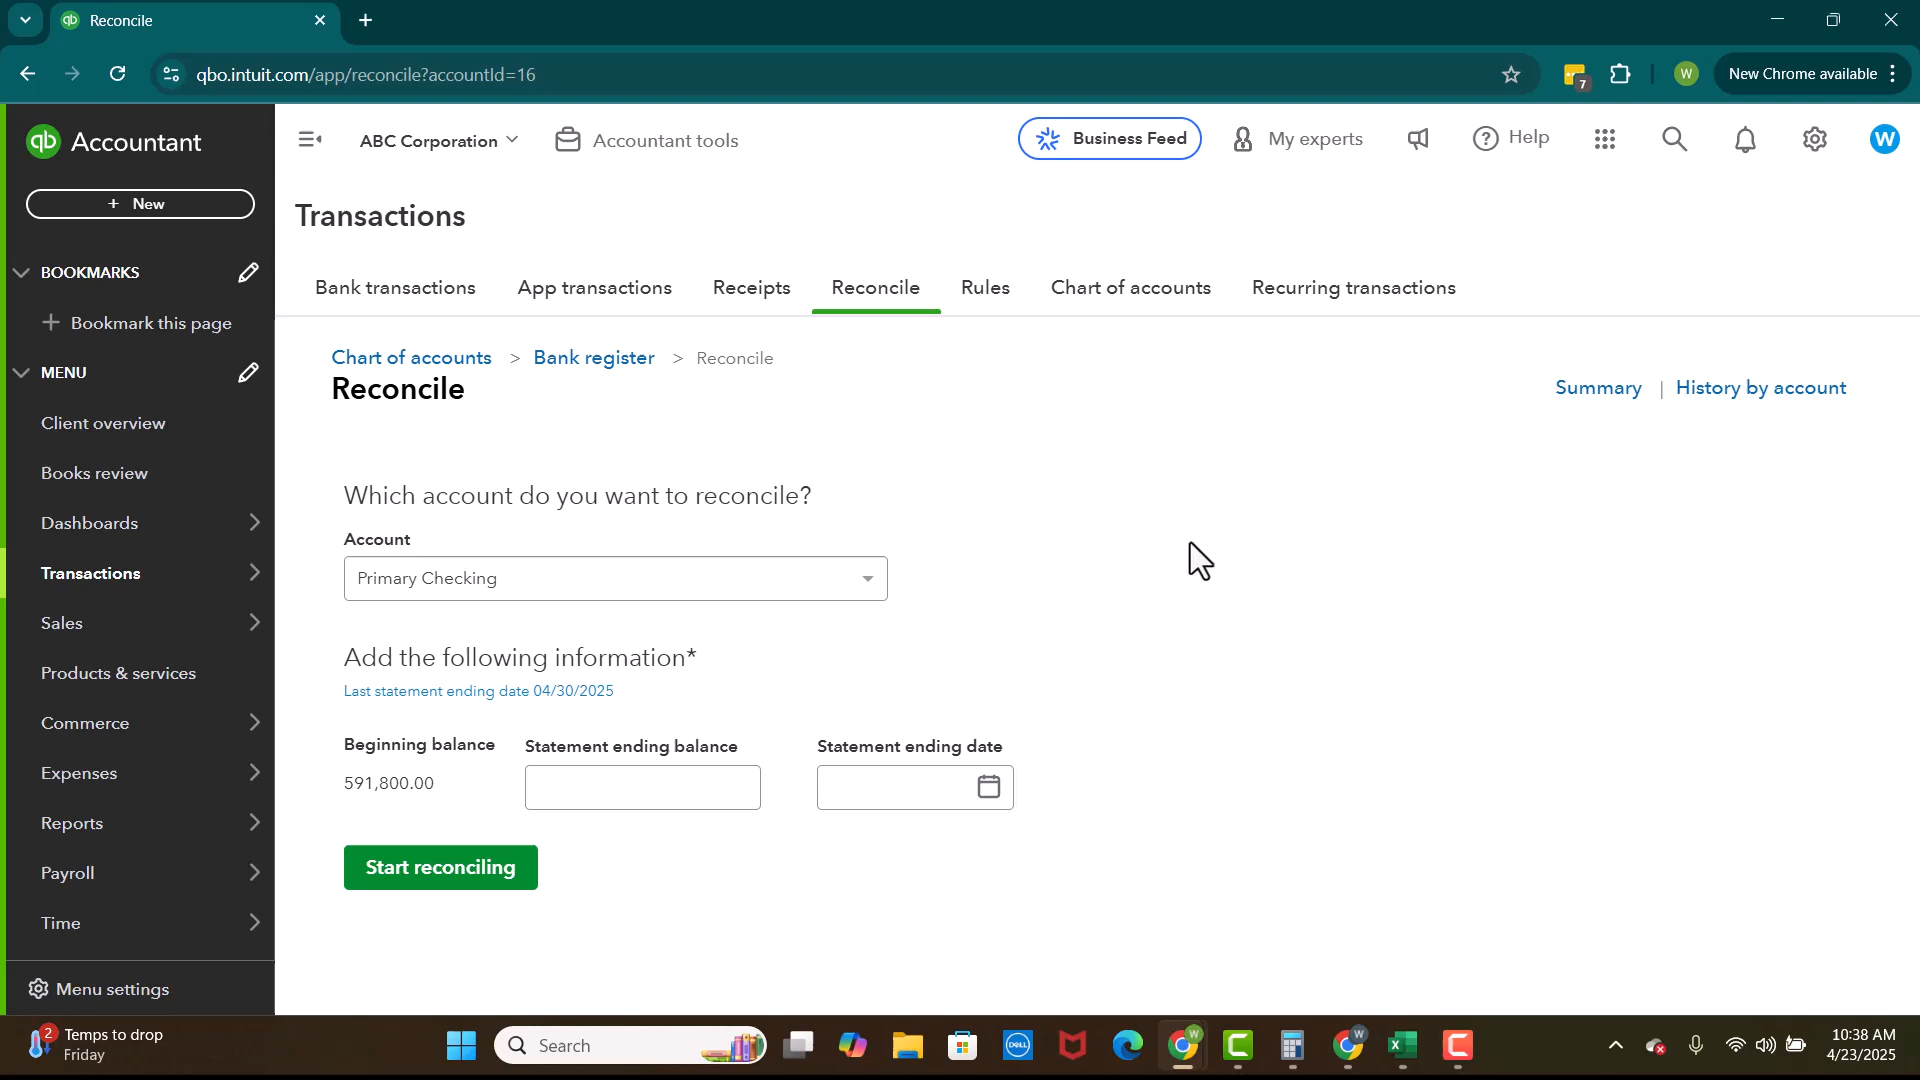 Reconcile
qbo.intuit.com/app/reconcile?accountId=16
7
W
New Chrome available
qb Accountant
ABC Corporation
Accountant tools
Business Feed
My experts
Help
W
+ New
Transactions
BOOKMARKS
Bookmark this page
Bank transactions
App transactions
Receipts
Reconcile
Rules
Chart of accounts
Recurring transactions
MENU
Client overview
Books review
Dashboards
Transactions
Sales
Products & services
Commerce
Expenses
Reports
Payroll
Time
Menu settings
Chart of accounts > Bank register > Reconcile
Reconcile
Summary | History by account
Which account do you want to reconcile?
Account
Primary Checking
Add the following information*
Last statement ending date 04/30/2025
Beginning balance
Statement ending balance
Statement ending date
591,800.00
Start reconciling
2
Temps to drop
Friday
Search
DELL
W
W
10:38 AM
4/23/2025